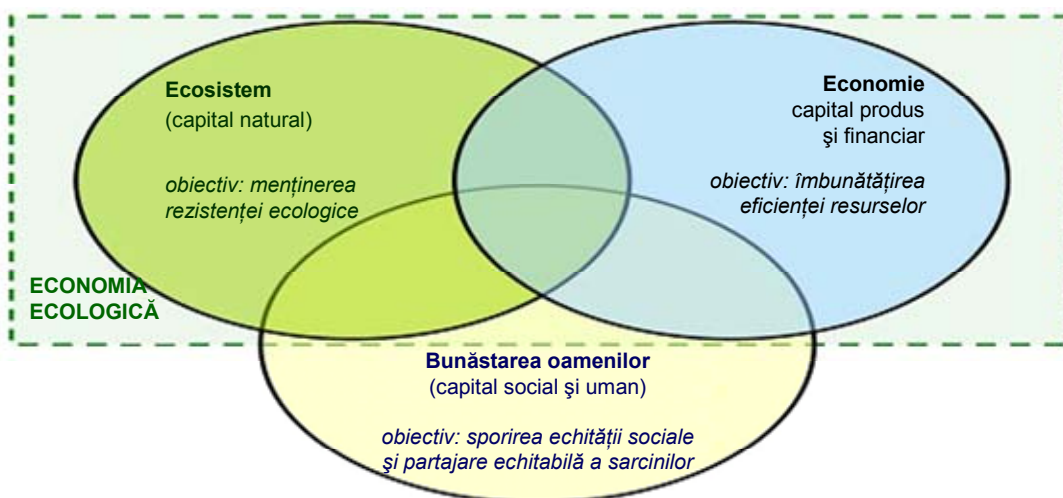 Ecosistem
(capital natural)
obiectiv: menținerea
rezistenței ecologice
Economie
capital produs
şi financiar
obiectiv: îmbunătățirea
eficienței resurselor
ECONOMIA
ECOLOGICĂ
Bunăstarea oamenilor
(capital social şi uman)
obiectiv: sporirea echității sociale
şi partajare echitabilă a sarcinilor